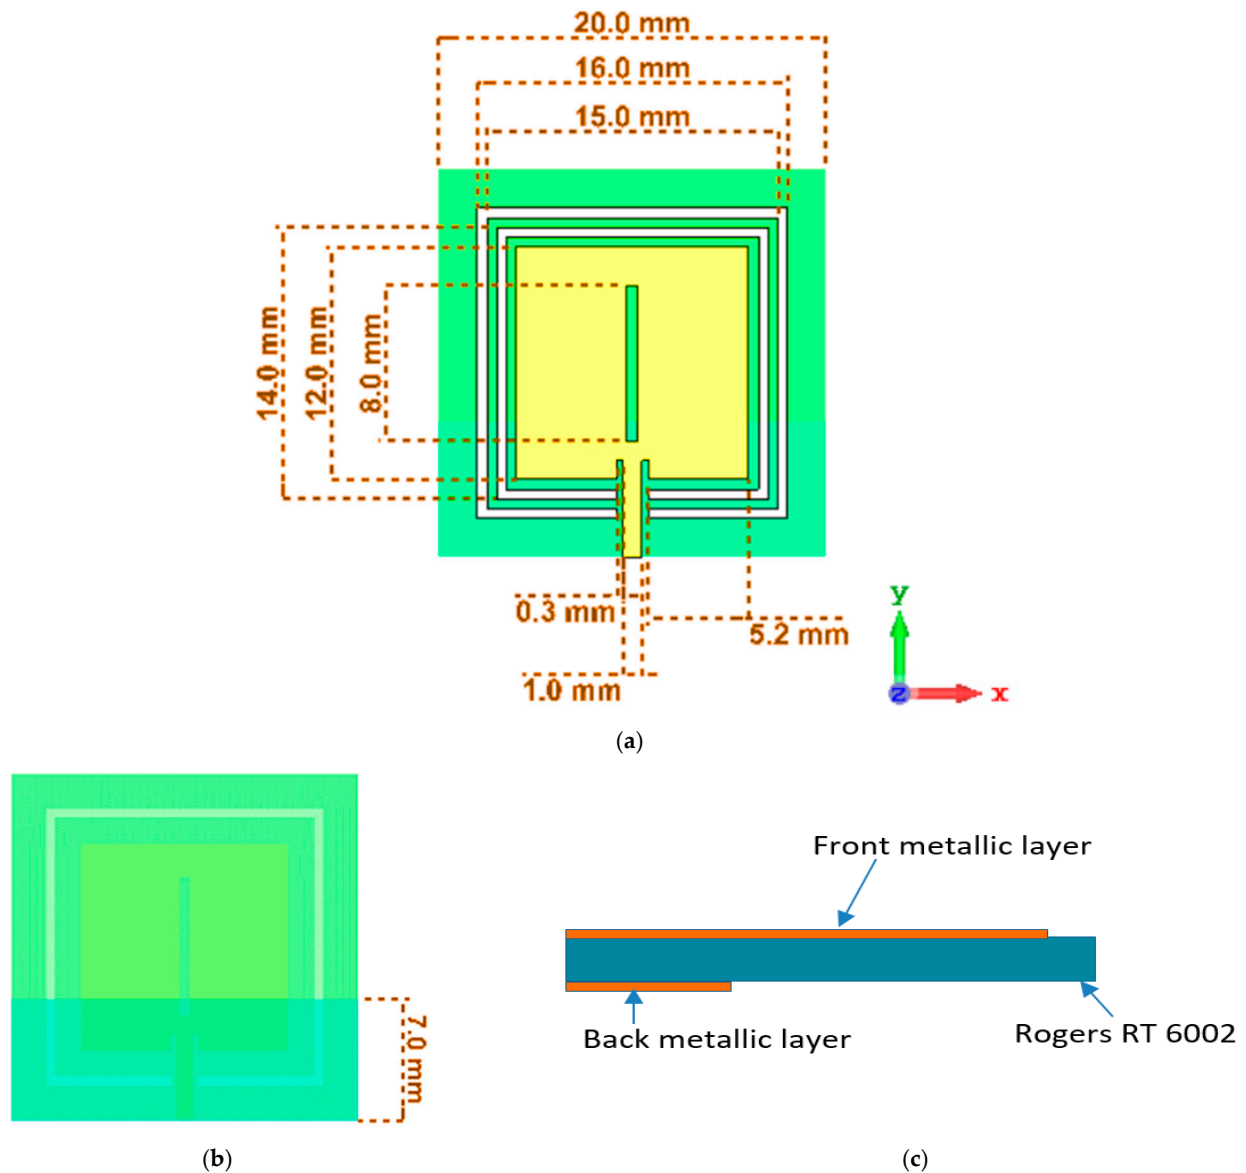 20.0 mm
16.0 mm
15.0 mm
14.0 mm
12.0 mm
8.0 mm
0.3 mm
5.2 mm
1.0 mm
y
z
x
(a)
7.0 mm
Front metallic layer
Back metallic layer
Rogers RT 6002
(b)
(c)